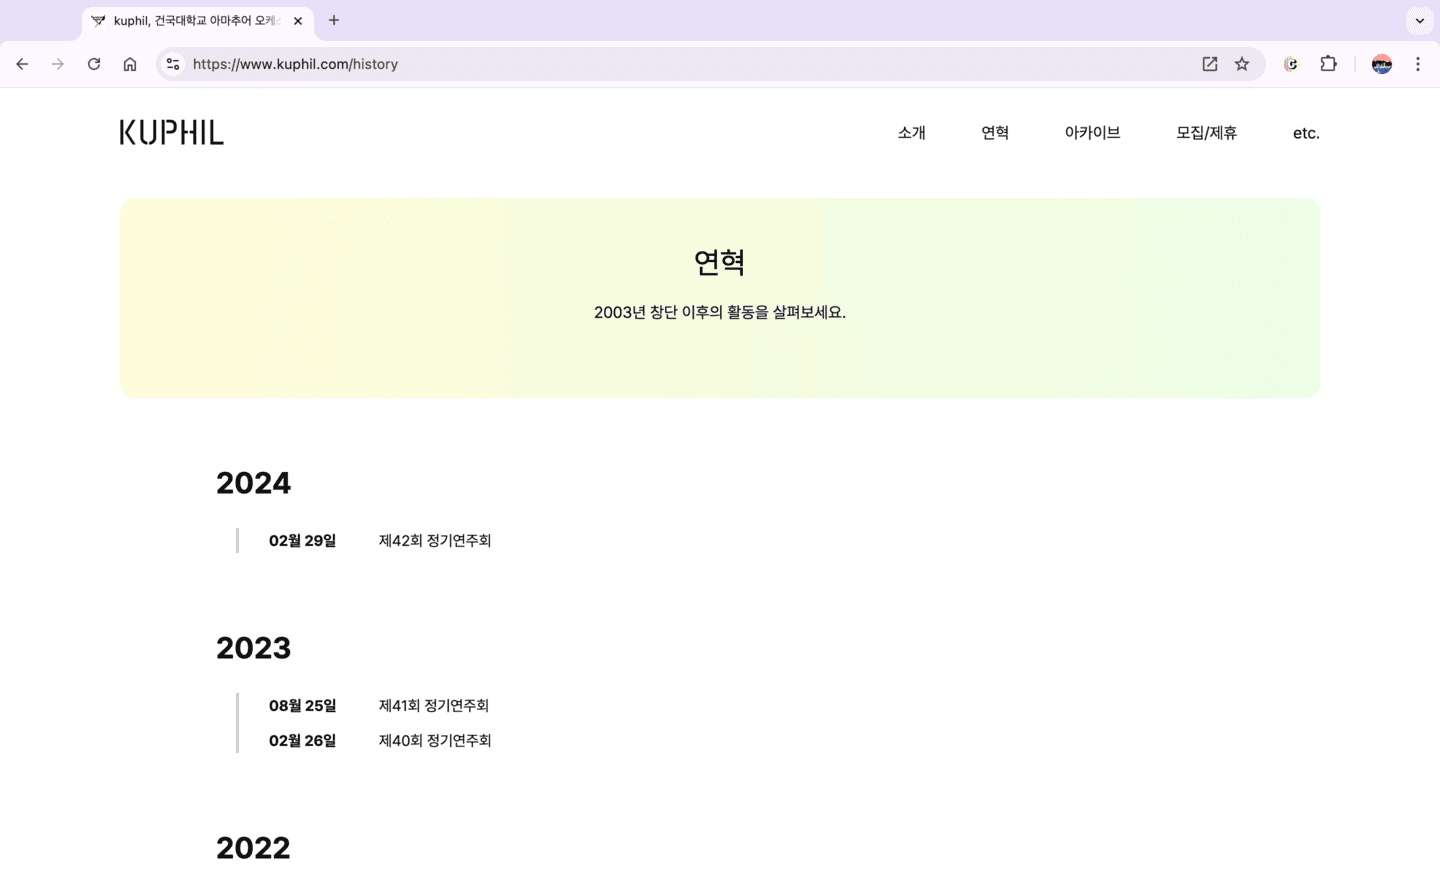 kuphil, 건국대학교 아마추어 오케
https://www.kuphil.com/history
KUPHIL
소개
연혁
아카이브
모집/제휴
etc.
연혁
2003년 창단 이후의 활동을 살펴보세요.
2024
02월 29일 제42회 정기연주회
2023
08월 25일 제41회 정기연주회
02월 26일 제40회 정기연주회
2022